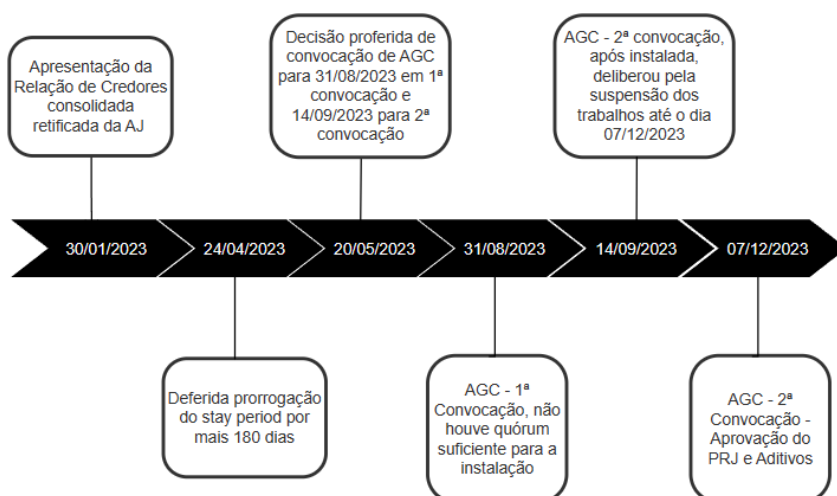 Apresentação da
Relação de Credores
consolidada
retificada da AJ
Decisão proferida de
convocação de AGC
para 31/08/2023 em 1ª
convocação e
14/09/2023 para 2ª
convocação
AGC - 2ª convocação,
após instalada,
deliberou pela
suspensão dos
trabalhos até o dia
07/12/2023
30/01/2023
24/04/2023
20/05/2023
31/08/2023
14/09/2023
07/12/2023
Deferida prorrogação
do stay period por
mais 180 dias
AGC - 1ª
Convocação, não
houve quórum
suficiente para a
instalação
AGC - 2ª
Convocação -
Aprovação do
PRJ e Aditivos